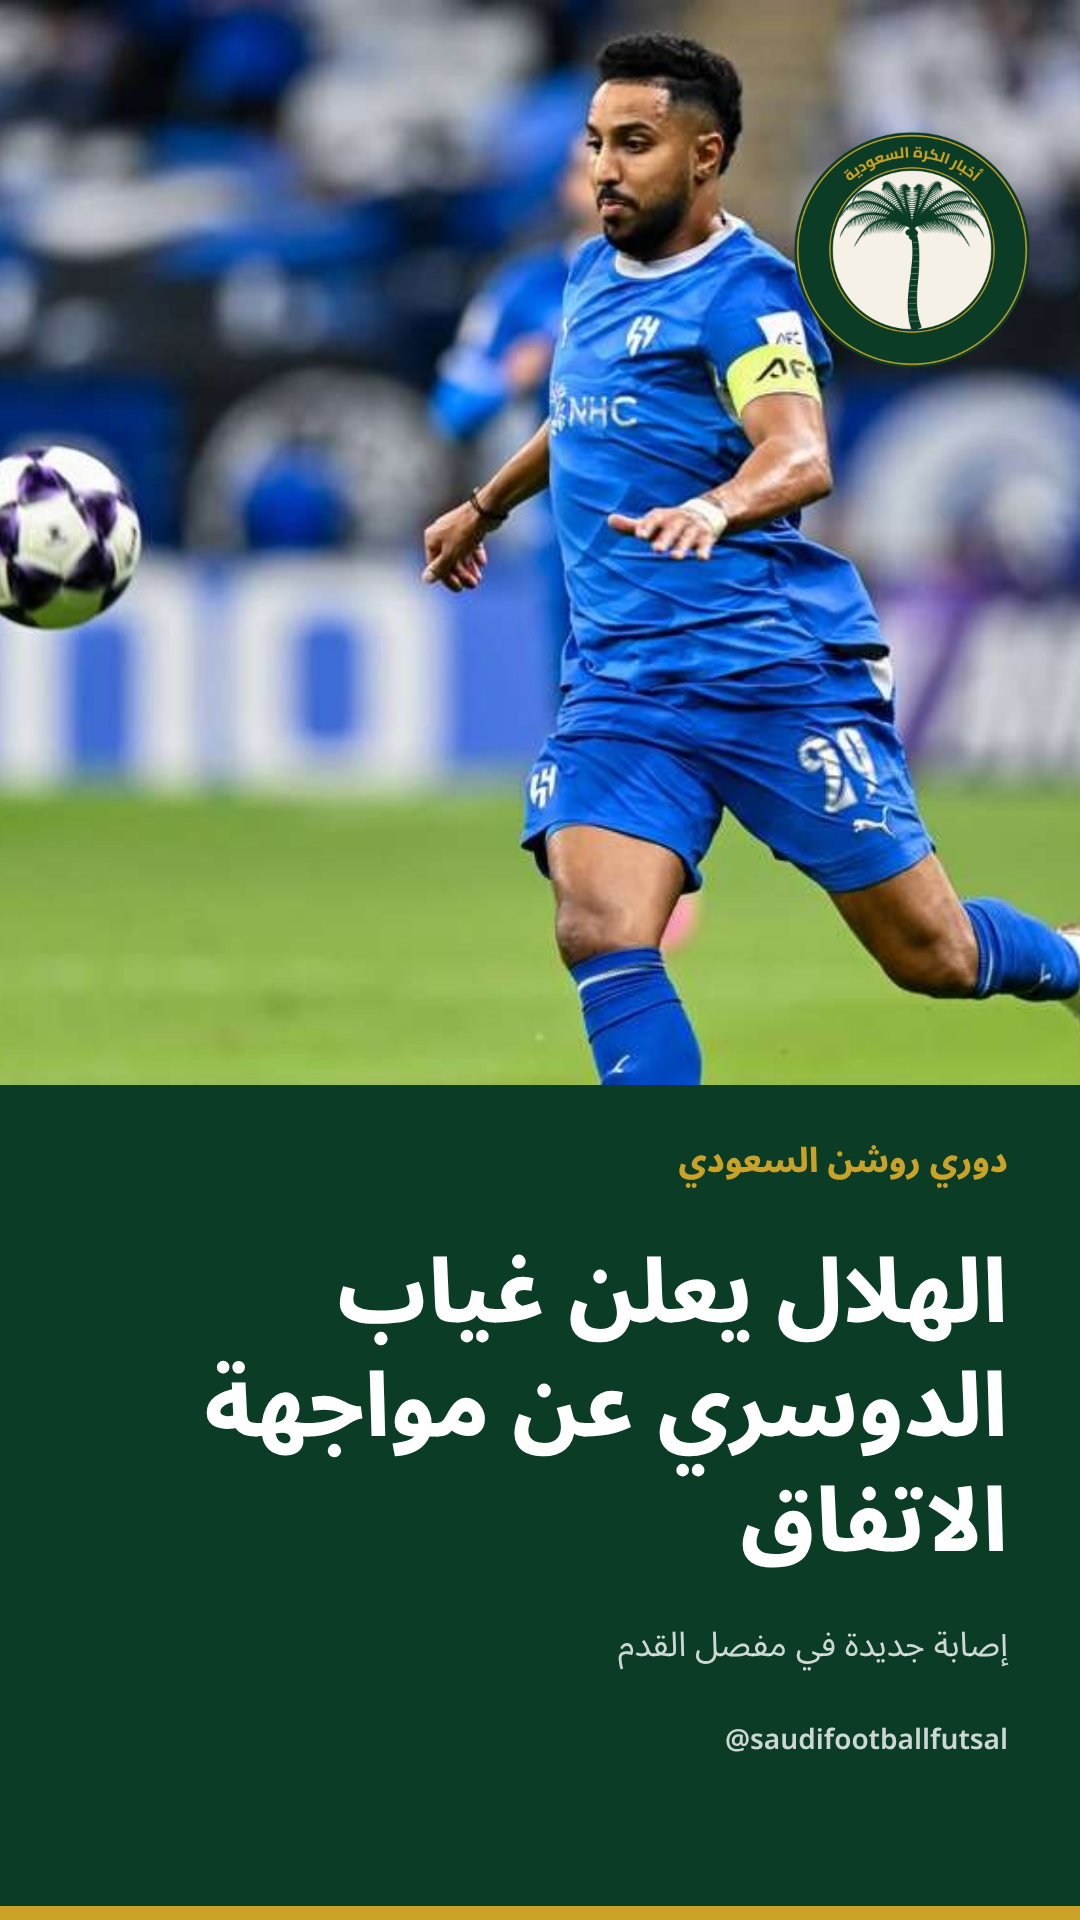 أخبار الكرة السعودية
AFC
NHC
29
دوري روشن السعودي
الهلال يعلن غياب
الدوسري عن مواجهة
الاتفاق
إصابة جديدة في مفصل القدم
@saudifootballfutsal